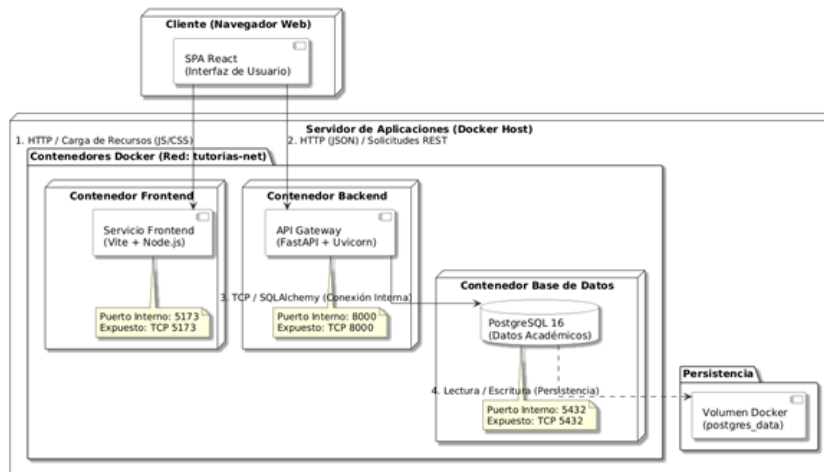 Cliente (Navegador Web)
SPA React
(Interfaz de Usuario)
Servidor de Aplicaciones (Docker Host)
1. HTTP / Carga de Recursos (JS/CSS)
2. HTTP (JSON) / Solicitudes REST
Contenedores Docker (Red: tutorias-net)
Contenedor Frontend
Servicio Frontend
(Vite + Node.js)
Puerto Interno: 5173
Expuesto: TCP 5173
Contenedor Backend
API Gateway
(FastAPI + Uvicorn)
3. TCP / SQLAlchemy (Conexión Interna)
Puerto Interno: 8000
Expuesto: TCP 8000
Contenedor Base de Datos
PostgreSQL 16
(Datos Académicos)
4. Lectura / Escritura (Persistencia)
Puerto Interno: 5432
Expuesto: TCP 5432
Persistencia
Volumen Docker
(postgres_data)